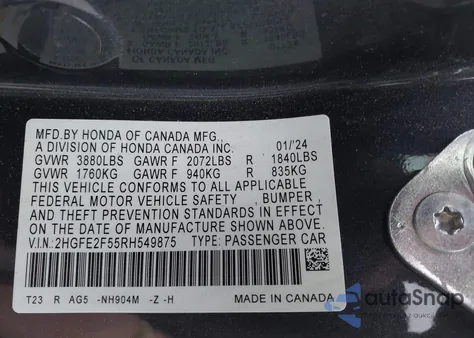 MFD.BY HONDA OF CANADA MFG.,
A DIVISION OF HONDA CANADA INC. 01/'24
GVWR 3880LBS GAWR F 2072LBS R 1840LBS
GVWR 1760KG GAWR F 940KG R 835KG
THIS VEHICLE CONFORMS TO ALL APPLICABLE
FEDERAL MOTOR VEHICLE SAFETY , BUMPER ,
AND THEFT PREVENTION STANDARDS IN EFFECT
ON THE DATE OF MANUFACTURE SHOWN ABOVE.
V.I.N:2HGFE2F55RH549875 TYPE: PASSENGER CAR
T23 R AG5 -NH904M -Z -H MADE IN CANADA
autoSnap